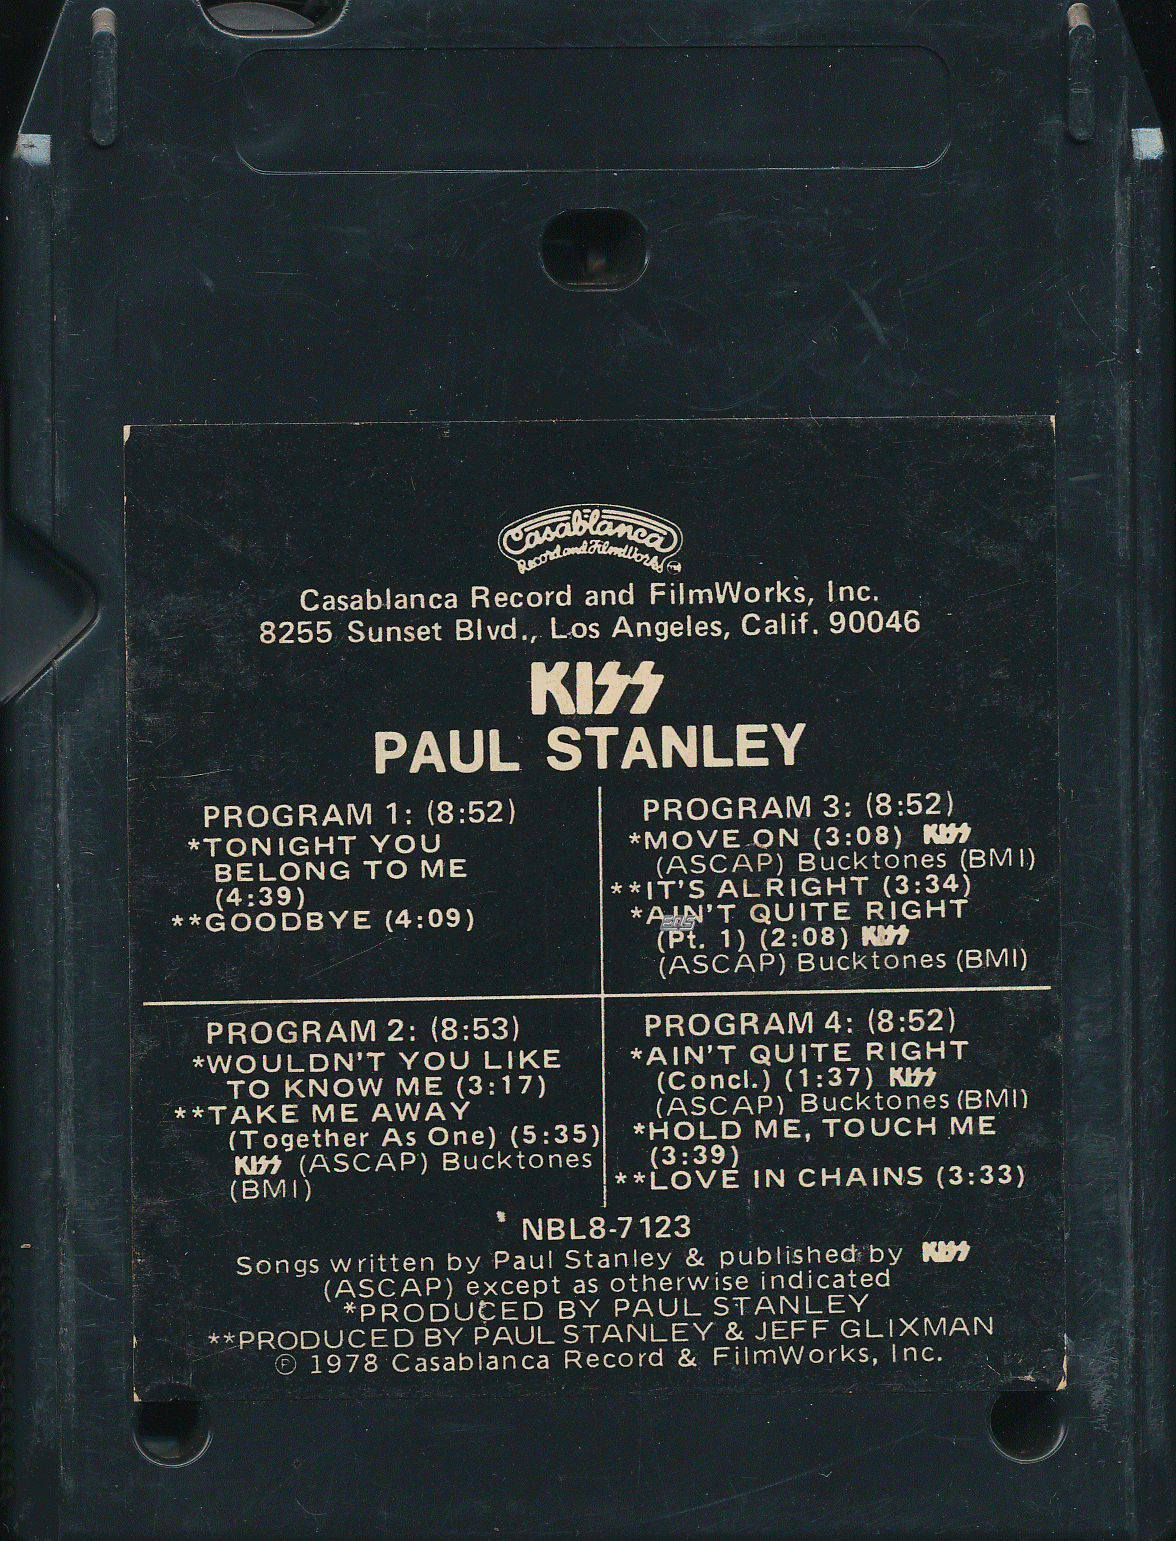 Casablanca
Record and FilmWorks TM
Casablanca Record and FilmWorks, Inc.
8255 Sunset Blvd., Los Angeles, Calif. 90046
KISS
PAUL STANLEY
PROGRAM 1: (8:52)
*TONIGHT YOU
BELONG TO ME
(4:39)
**GOODBYE (4:09)
PROGRAM 2: (8:53)
*WOULDN'T YOU LIKE
TO KNOW ME (3:17)
**TAKE ME AWAY
(Together As One) (5:35)
KISS (ASCAP) Bucktones
(BMI)
PROGRAM 3: (8:52)
*MOVE ON (3:08) KISS
(ASCAP) Bucktones (BMI)
**IT'S ALRIGHT (3:34)
*AIN'T QUITE RIGHT
(Pt. 1) (2:08) KISS
(ASCAP) Bucktones (BMI)
PROGRAM 4: (8:52)
*AIN'T QUITE RIGHT
(Concl.) (1:37) KISS
(ASCAP) Bucktones (BMI)
*HOLD ME, TOUCH ME
(3:39)
**LOVE IN CHAINS (3:33)
NBL8-7123
Songs written by Paul Stanley & published by KISS
(ASCAP) except as otherwise indicated
*PRODUCED BY PAUL STANLEY
**PRODUCED BY PAUL STANLEY & JEFF GLIXMAN
Ⓟ 1978 Casablanca Record & FilmWorks, Inc.